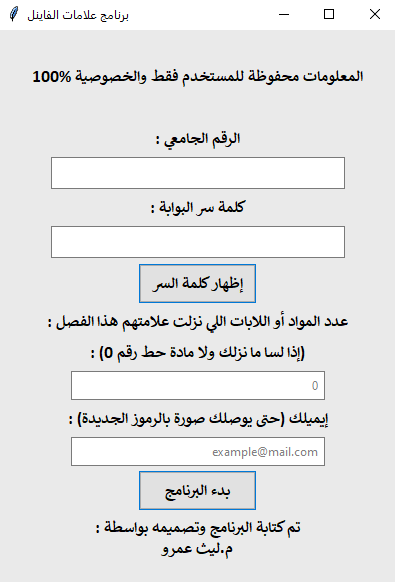 برنامج علامات الفاينل
المعلومات محفوظة للمستخدم فقط والخصوصية %100
الرقم الجامعي :
كلمة سر البوابة :
إظهار كلمة السر
عدد المواد أو اللابات اللي نزلت علامتهم هذا الفصل :
(إذا لسا ما نزلك ولا مادة حط رقم 0) :
0
إيميلك (حتى يوصلك صورة بالرموز الجديدة) :
example@mail.com
بدء البرنامج
تم كتابة البرنامج وتصميمه بواسطة :
م.ليث عمرو